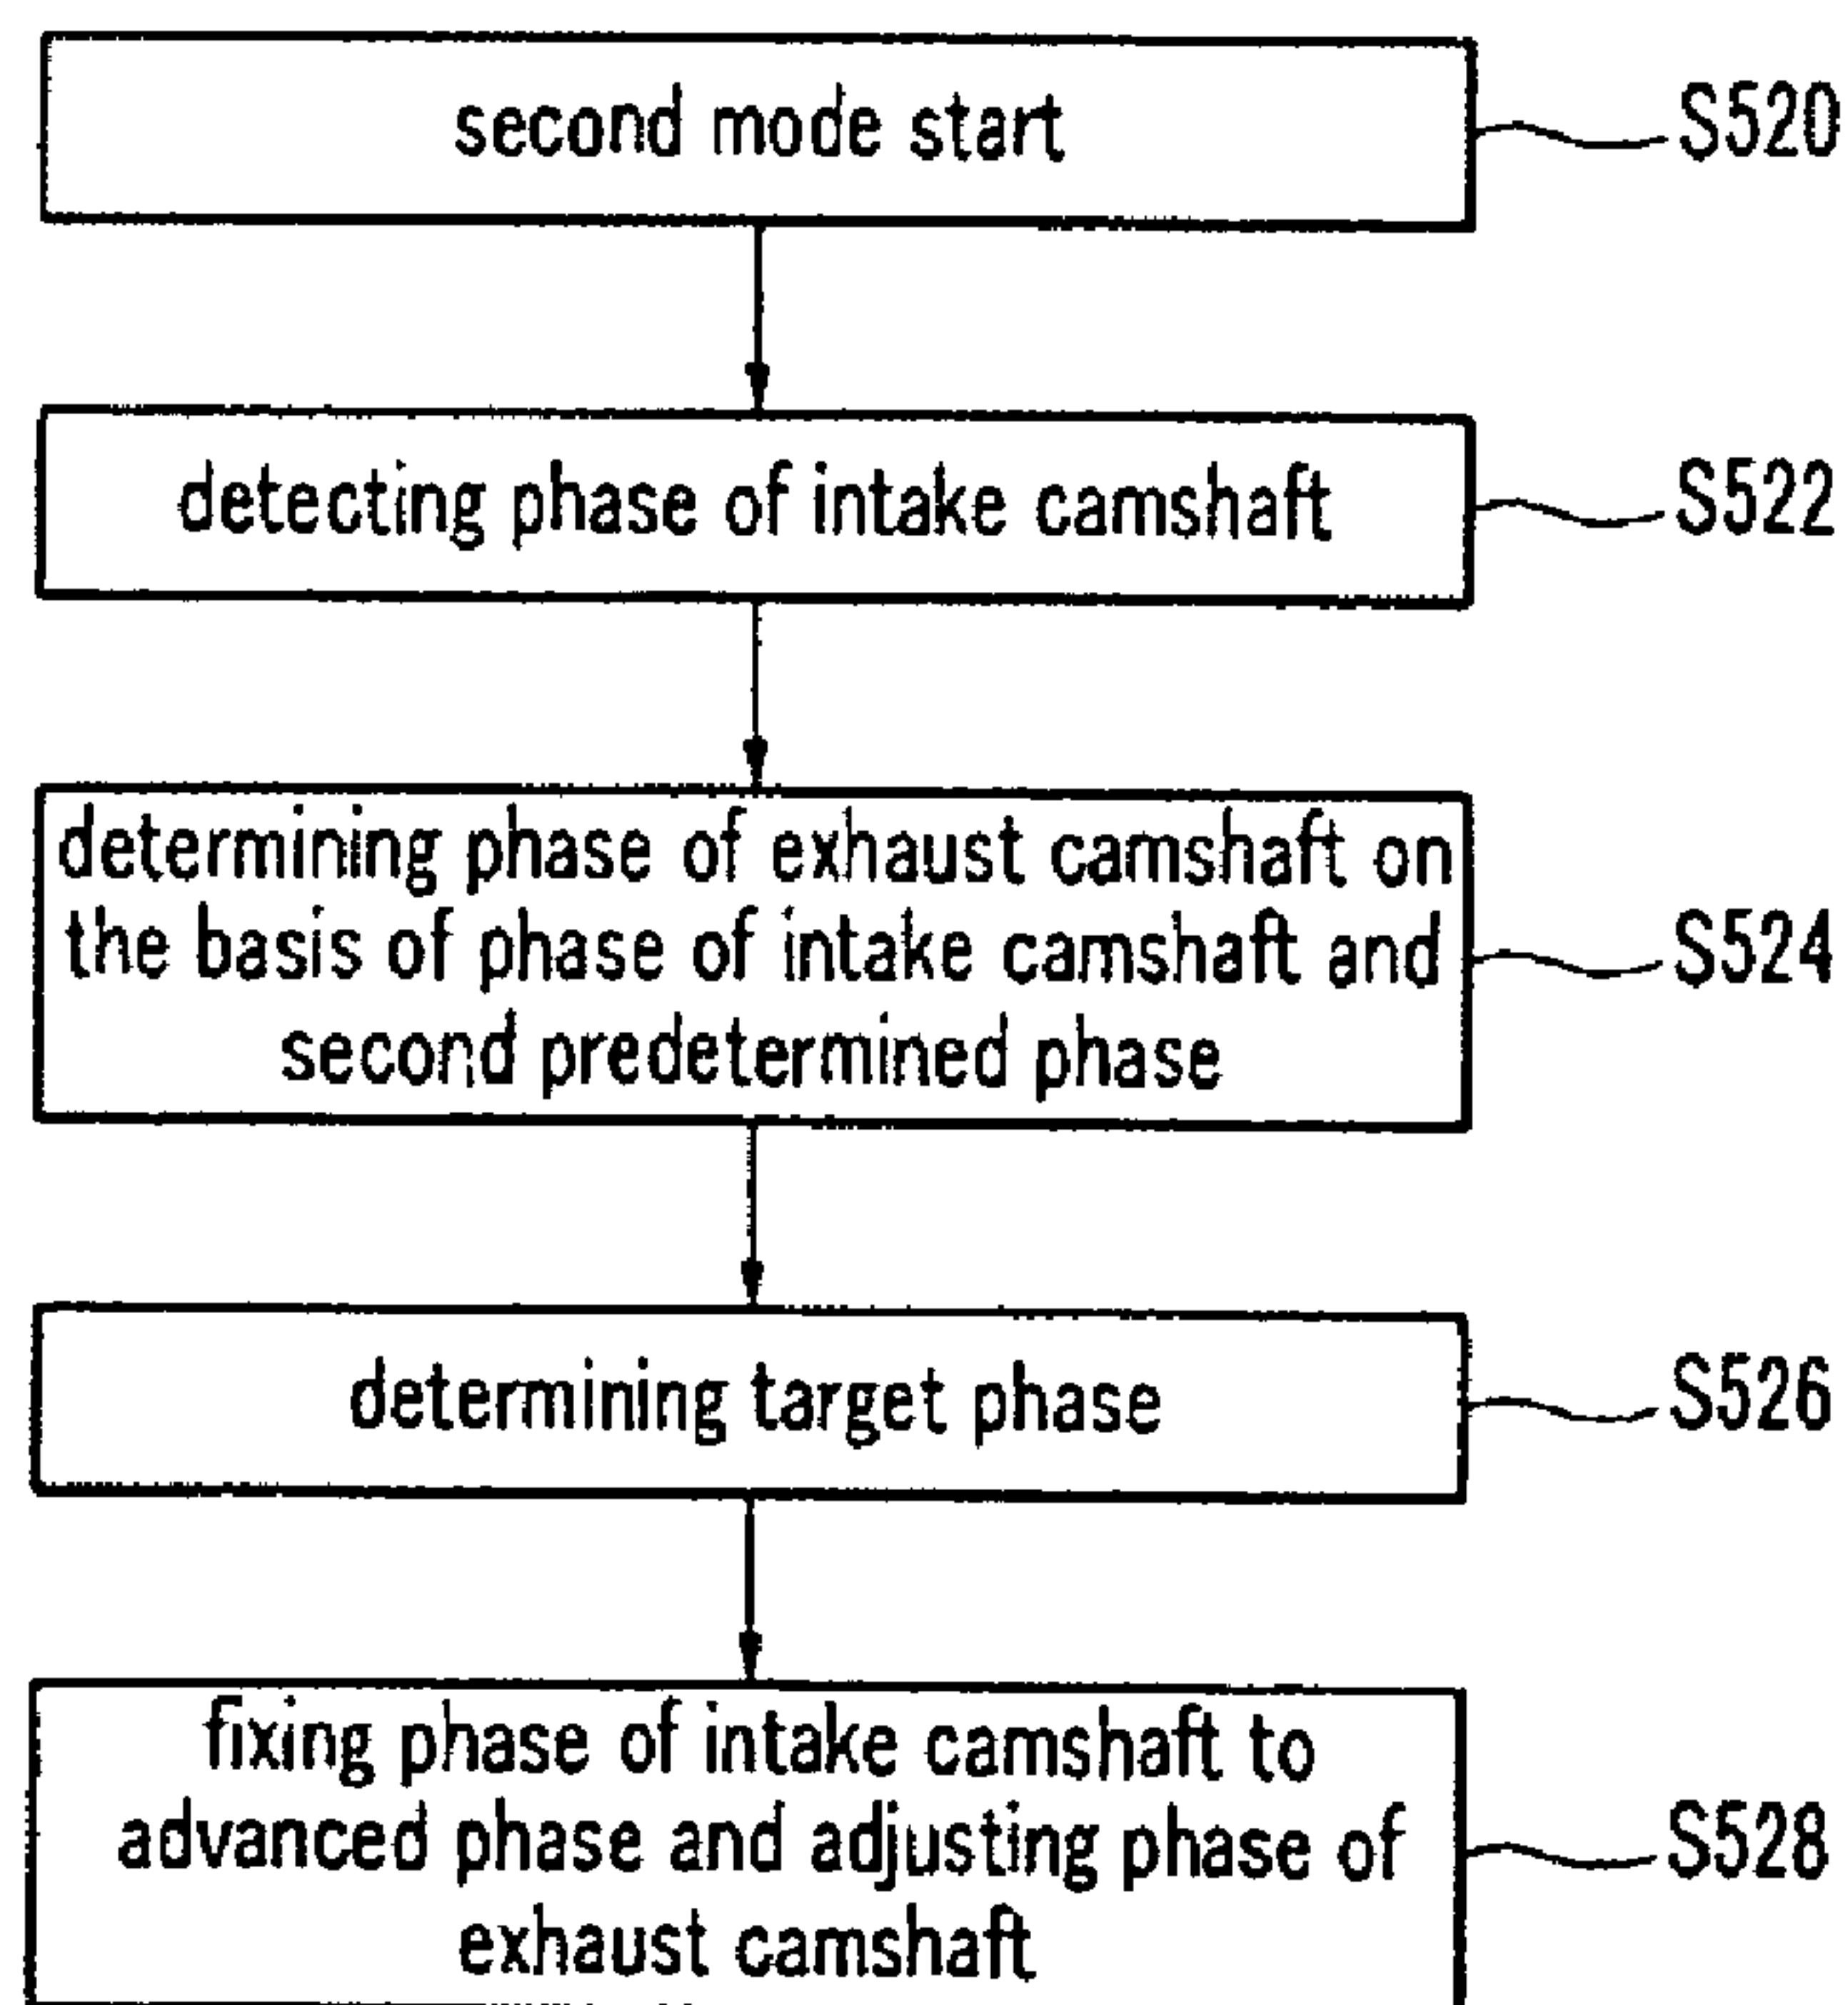 second mode start
S520
detecting phase of intake camshaft
S522
determining phase of exhaust camshaft on
the basis of phase of intake camshaft and
second predetermined phase
S524
determining target phase
S526
fixing phase of intake camshaft to
advanced phase and adjusting phase of
exhaust camshaft
S528